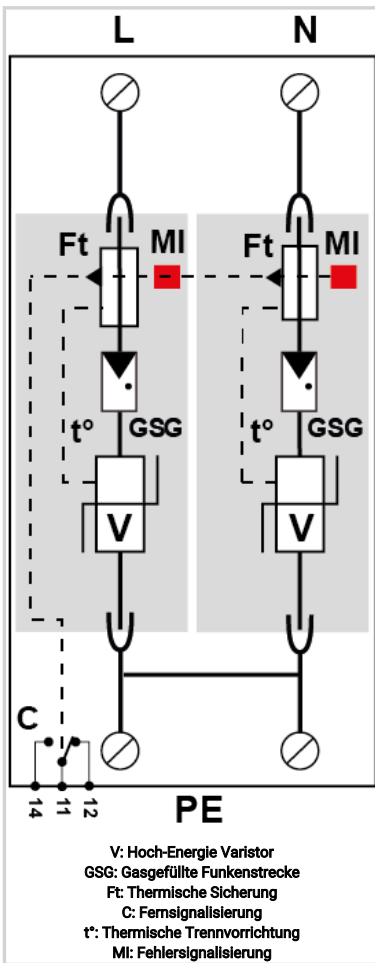 L N
Ft MI Ft MI
t° GSG t° GSG
V V
C
14 11 12
PE
V: Hoch-Energie Varistor
GSG: Gasgefüllte Funkenstrecke
Ft: Thermische Sicherung
C: Fernsignalisierung
t°: Thermische Trennvorrichtung
MI: Fehlersignalisierung